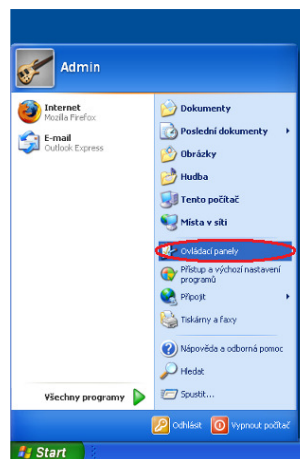 Admin
Internet
Mozilla Firefox
E-mail
Outlook Express
Všechny programy
Dokumenty
Poslední dokumenty
Obrázky
Hudba
Tento počítač
Místa v síti
Ovládací panely
Přístup a výchozí nastavení
programů
Připojit
Tiskárny a faxy
Nápověda a odborná pomoc
Hledat
Spustit...
Odhlásit
Vypnout počítač
Start